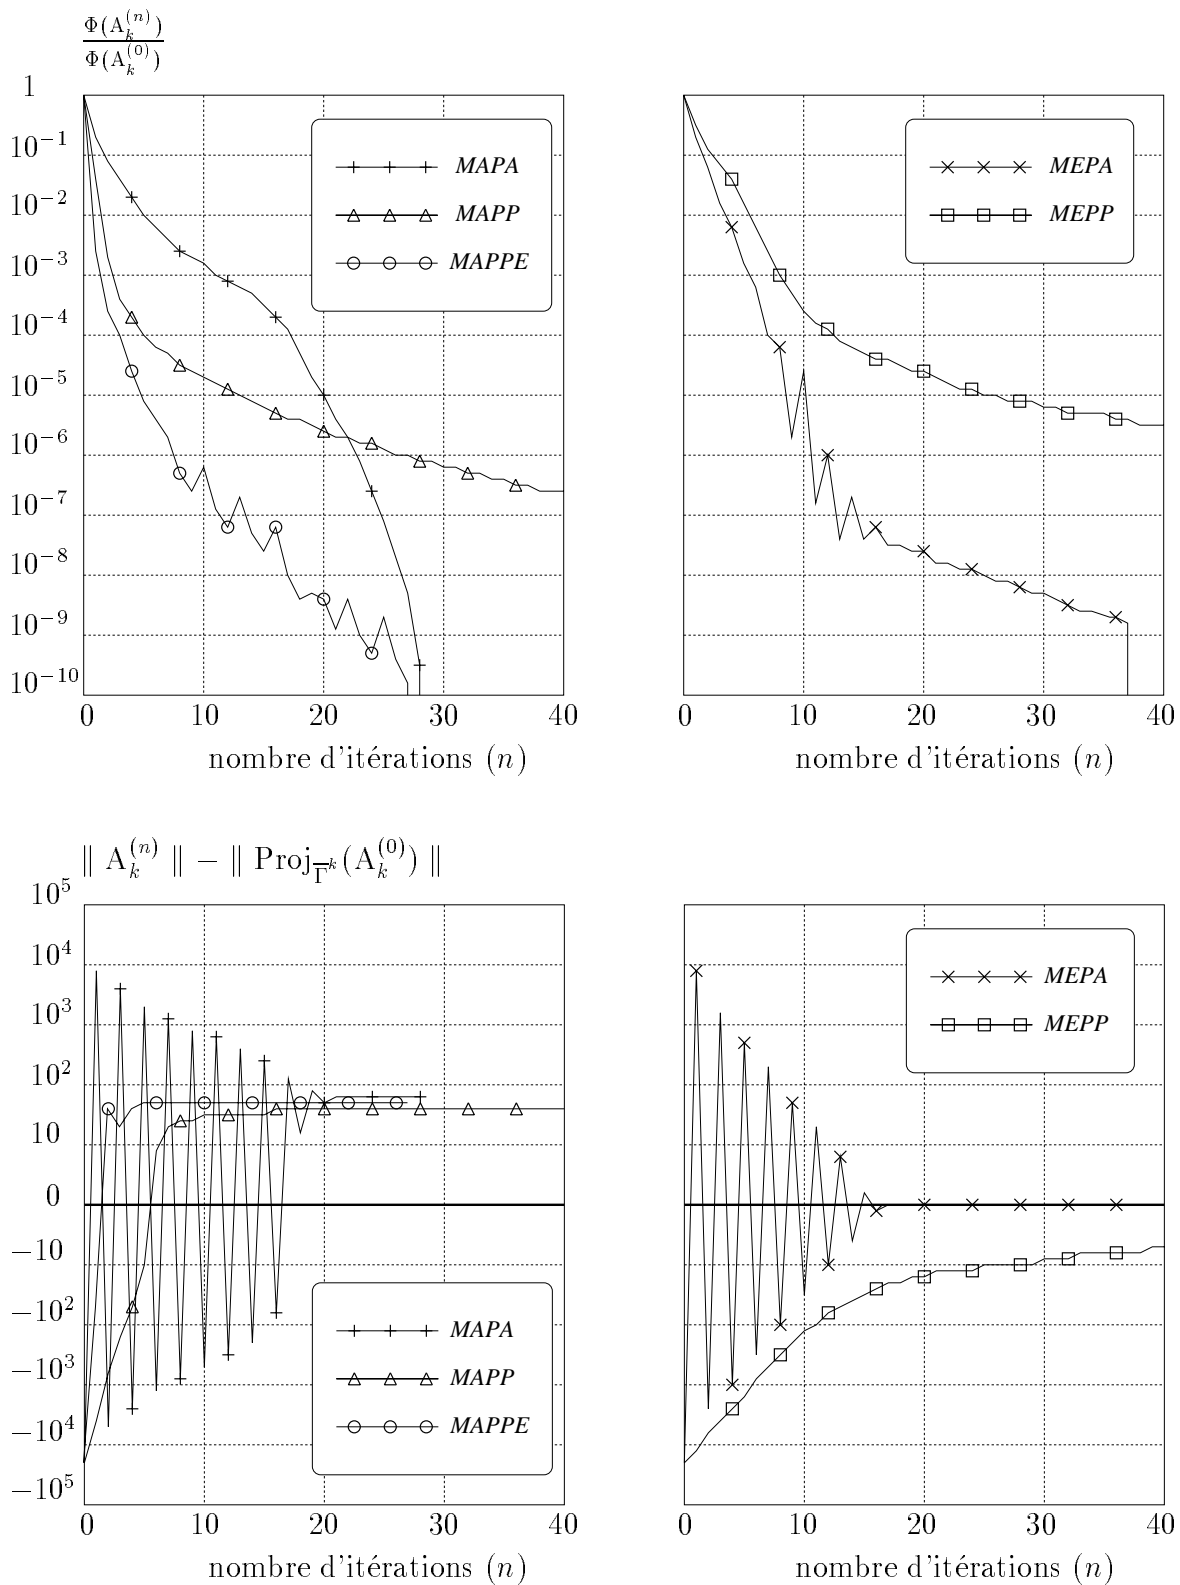 Φ(A_k^(n))
Φ(A_k^(0))
1
10^−1
10^−2
10^−3
10^−4
10^−5
10^−6
10^−7
10^−8
10^−9
10^−10
MAPA
MAPP
MAPPE
0 10 20 30 40
nombre d'itérations (n)
MEPA
MEPP
0 10 20 30 40
nombre d'itérations (n)
‖ A_k^(n) ‖ − ‖ Proj_Γ̅^k(A_k^(0)) ‖
10^5
10^4
10^3
10^2
10
0
−10
−10^2
−10^3
−10^4
−10^5
MAPA
MAPP
MAPPE
0 10 20 30 40
nombre d'itérations (n)
MEPA
MEPP
0 10 20 30 40
nombre d'itérations (n)